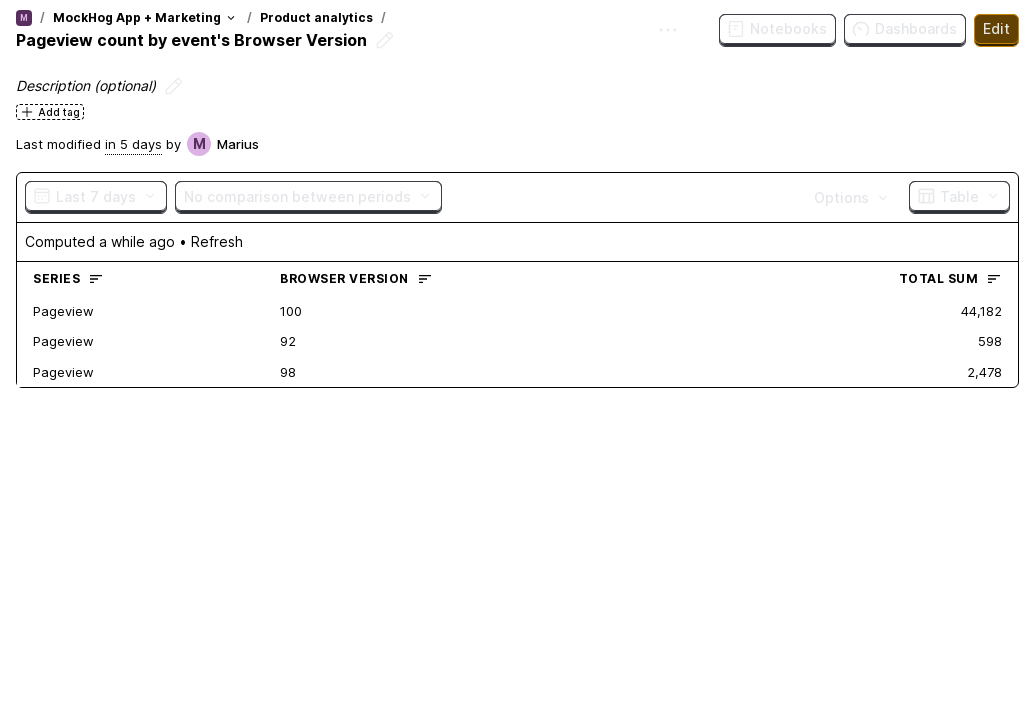 M / MockHog App + Marketing / Product analytics /
Pageview count by event's Browser Version
Notebooks Dashboards Edit
Description (optional)
Add tag
Last modified in 5 days by M Marius
Last 7 days No comparison between periods Options Table
Computed a while ago • Refresh
SERIES BROWSER VERSION TOTAL SUM
Pageview 100 44,182
Pageview 92 598
Pageview 98 2,478